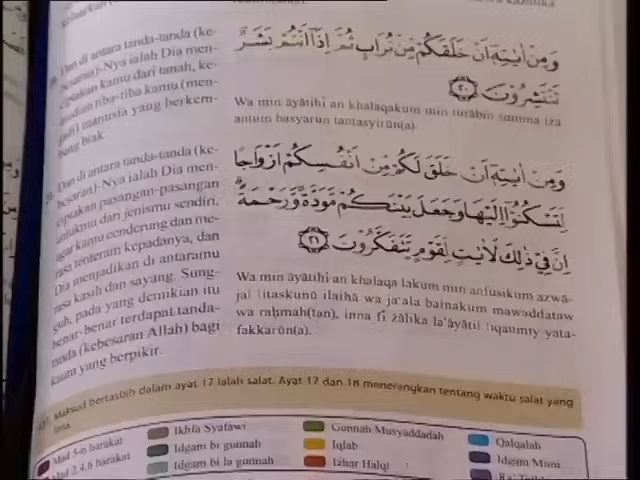 Dan di antara tanda-tanda (ke-
besaran)-Nya ialah Dia men-
ciptakan kamu dari tanah, ke-
mudian tiba-tiba kamu (men-
jadi) manusia yang berkem-
bang biak.
وَمِنْ اٰيٰتِهٖٓ اَنْ خَلَقَكُمْ مِّنْ تُرَابٍ ثُمَّ اِذَآ اَنْتُمْ بَشَرٌ
تَنْتَشِرُوْنَ ٢٠
Wa min āyātihī an khalaqakum min turābin ṡumma iżā
antum basyarun tantasyirūn(a).
Dan di antara tanda-tanda (ke-
besaran)-Nya ialah Dia men-
ciptakan pasangan-pasangan
untukmu dari jenismu sendiri,
agar kamu cenderung dan me-
rasa tenteram kepadanya, dan
Dia menjadikan di antaramu
rasa kasih dan sayang. Sung-
guh, pada yang demikian itu
benar-benar terdapat tanda-
tanda (kebesaran Allah) bagi
kaum yang berpikir.
وَمِنْ اٰيٰتِهٖٓ اَنْ خَلَقَ لَكُمْ مِّنْ اَنْفُسِكُمْ اَزْوَاجًا
لِّتَسْكُنُوْٓا اِلَيْهَا وَجَعَلَ بَيْنَكُمْ مَّوَدَّةً وَّرَحْمَةً ۗ
اِنَّ فِيْ ذٰلِكَ لَاٰيٰتٍ لِّقَوْمٍ يَّتَفَكَّرُوْنَ ٢١
Wa min āyātihī an khalaqa lakum min anfusikum azwā-
jal litaskunū ilaihā wa ja'ala bainakum mawaddataw
wa raḥmah(tan), inna fī żālika la'āyātil liqaumiy yata-
fakkarūn(a).
Maksud bertasbih dalam ayat 17 ialah salat. Ayat 17 dan 18 menerangkan tentang waktu salat yang
lima.
Mad 5-6 harakat
Mad 2,4,6 harakat
Ikhfa Syafawi
Idgam bi gunnah
Idgam bi la gunnah
Gunnah Musyaddadah
Iqlab
Izhar Halqi
Qalqalah
Idgam Mimi